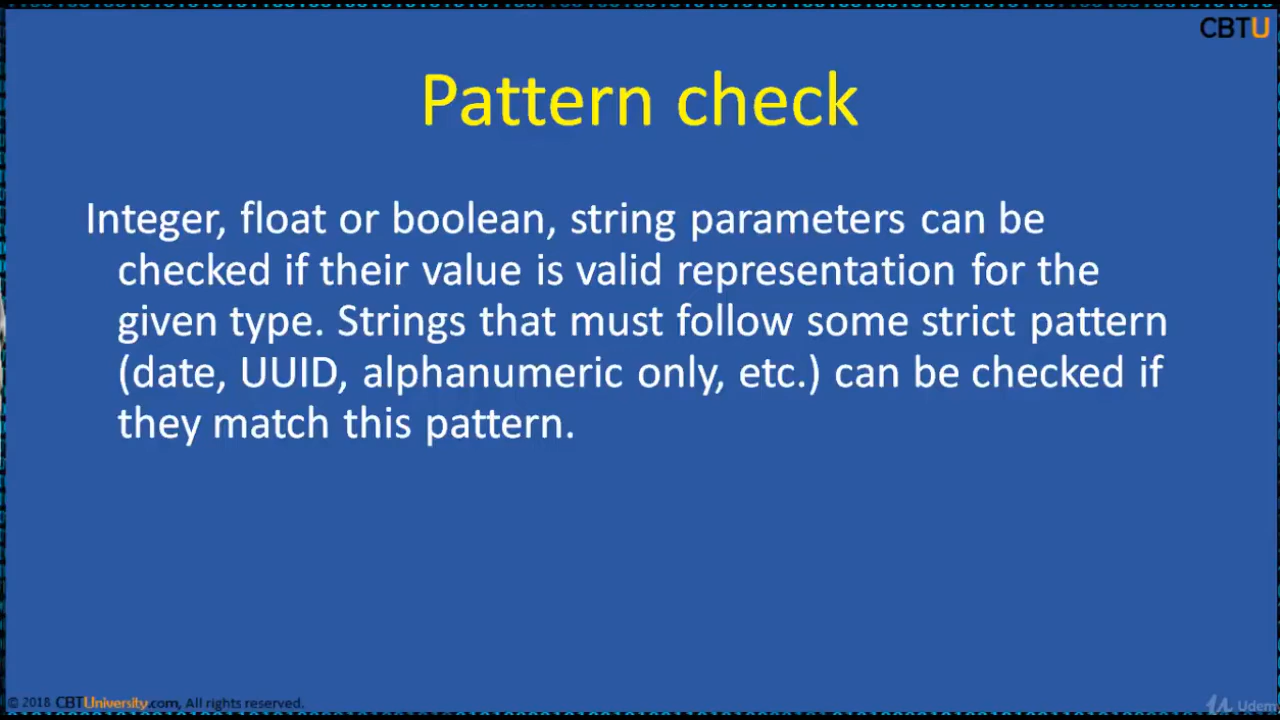 CBTU
Pattern check
Integer, float or boolean, string parameters can be
checked if their value is valid representation for the
given type. Strings that must follow some strict pattern
(date, UUID, alphanumeric only, etc.) can be checked if
they match this pattern.
© 2018 CBTUniversity.com, All rights reserved.
Udem